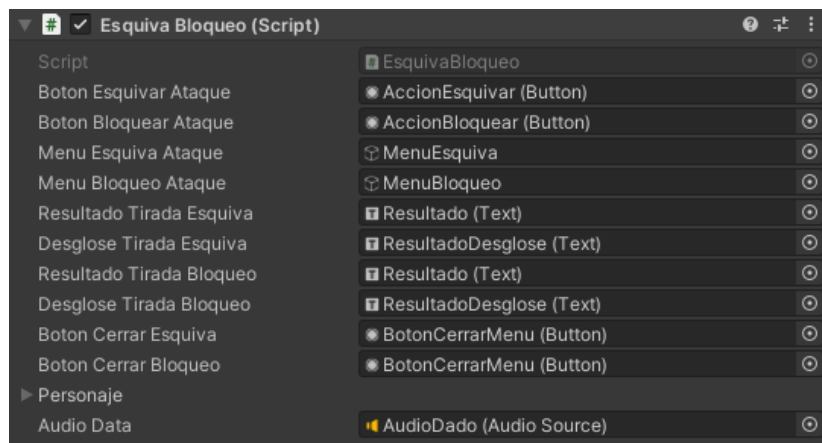 # Esquiva Bloqueo (Script)
Script EsquivaBloqueo
Boton Esquivar Ataque AccionEsquivar (Button)
Boton Bloquear Ataque AccionBloquear (Button)
Menu Esquiva Ataque MenuEsquiva
Menu Bloqueo Ataque MenuBloqueo
Resultado Tirada Esquiva Resultado (Text)
Desglose Tirada Esquiva ResultadoDesglose (Text)
Resultado Tirada Bloqueo Resultado (Text)
Desglose Tirada Bloqueo ResultadoDesglose (Text)
Boton Cerrar Esquiva BotonCerrarMenu (Button)
Boton Cerrar Bloqueo BotonCerrarMenu (Button)
Personaje
Audio Data AudioDado (Audio Source)